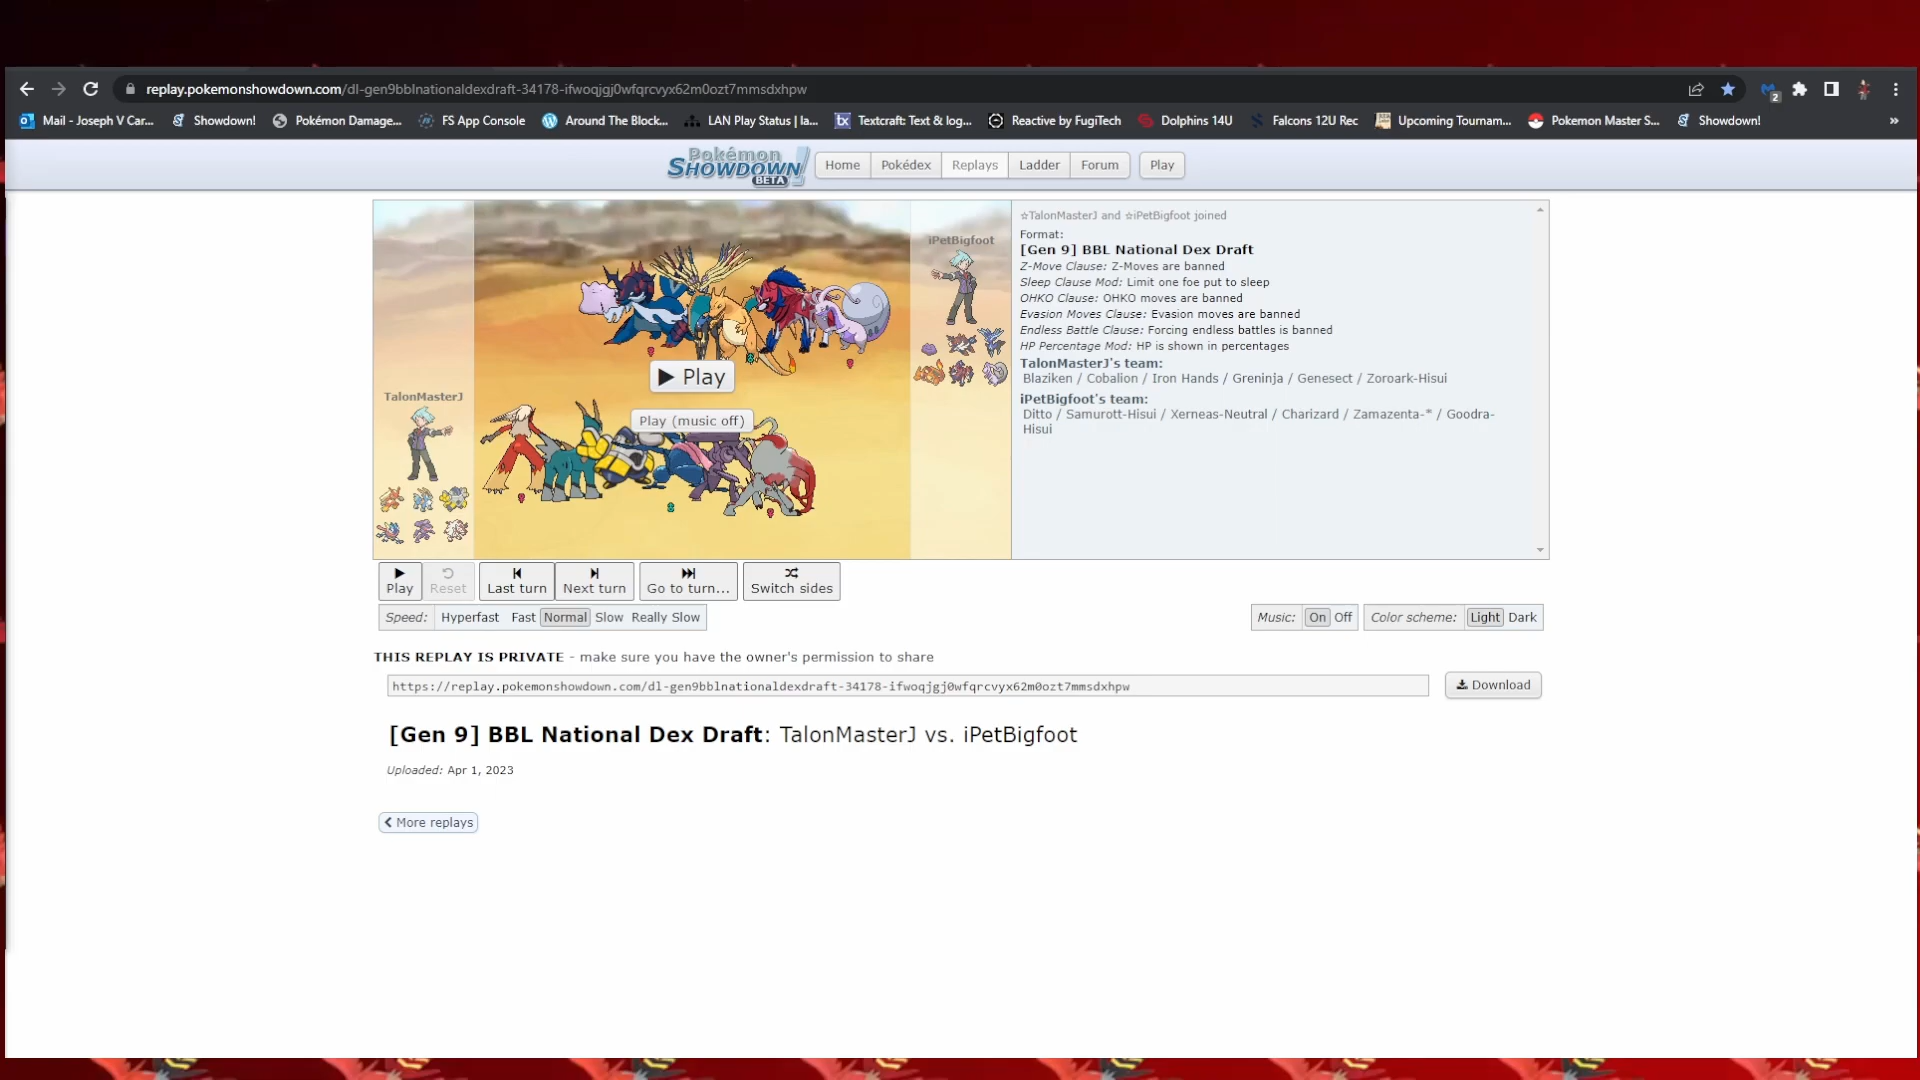 replay.pokemonshowdown.com/dl-gen9bblnationaldexdraft-34178-ifwoqjgj0wfqrcvyx62m0ozt7mmsdxhpw
2
Mail - Joseph V Car... Showdown! Pokémon Damage... FS App Console Around The Block... LAN Play Status | la... Textcraft: Text & log... Reactive by FugiTech Dolphins 14U Falcons 12U Rec Upcoming Tournam... Pokemon Master S... Showdown! »
Pokémon
SHOWDOWN!
BETA
Home Pokédex Replays Ladder Forum Play
iPetBigfoot
TalonMasterJ
Play
Play (music off)
☆TalonMasterJ and ☆iPetBigfoot joined
Format:
[Gen 9] BBL National Dex Draft
Z-Move Clause: Z-Moves are banned
Sleep Clause Mod: Limit one foe put to sleep
OHKO Clause: OHKO moves are banned
Evasion Moves Clause: Evasion moves are banned
Endless Battle Clause: Forcing endless battles is banned
HP Percentage Mod: HP is shown in percentages
TalonMasterJ's team:
Blaziken / Cobalion / Iron Hands / Greninja / Genesect / Zoroark-Hisui
iPetBigfoot's team:
Ditto / Samurott-Hisui / Xerneas-Neutral / Charizard / Zamazenta-* / Goodra-
Hisui
Play Reset Last turn Next turn Go to turn... Switch sides
Speed: Hyperfast Fast Normal Slow Really Slow
Music: On Off Color scheme: Light Dark
THIS REPLAY IS PRIVATE - make sure you have the owner's permission to share
https://replay.pokemonshowdown.com/dl-gen9bblnationaldexdraft-34178-ifwoqjgj0wfqrcvyx62m0ozt7mmsdxhpw
Download
[Gen 9] BBL National Dex Draft: TalonMasterJ vs. iPetBigfoot
Uploaded: Apr 1, 2023
More replays